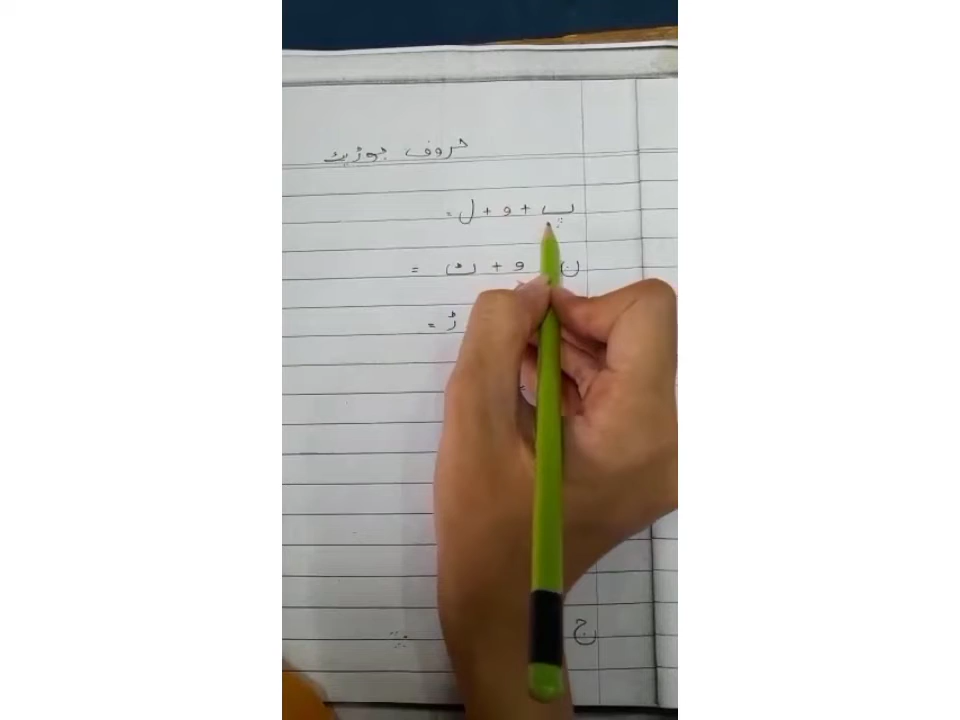 حروف جوڑیے
پ + و + ل =
ن و + ٹ =
ڑ =
=
ج